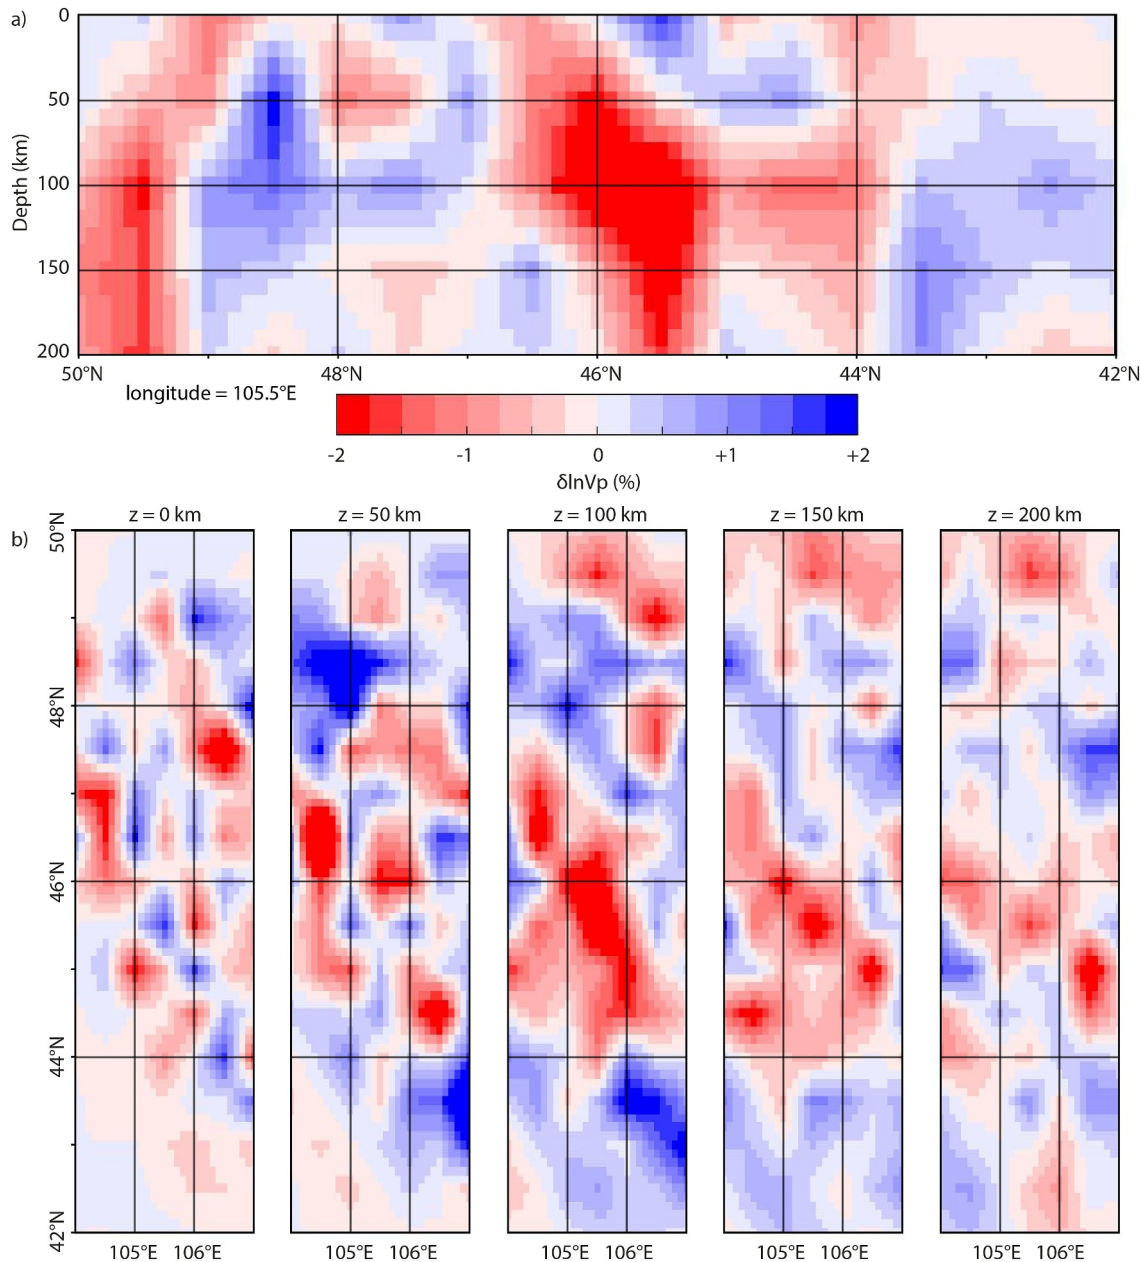 a)
0
50
100
150
200
Depth (km)
50°N 48°N 46°N 44°N 42°N
longitude = 105.5°E
-2 -1 0 +1 +2
δlnVp (%)
b)
z = 0 km z = 50 km z = 100 km z = 150 km z = 200 km
50°N
48°N
46°N
44°N
42°N
105°E 106°E 105°E 106°E 105°E 106°E 105°E 106°E 105°E 106°E